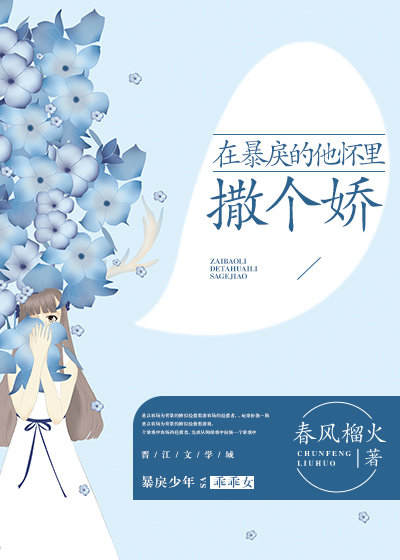 在暴戾的他怀里
撒个娇
ZAIBAOLI
DETAHUAILI
SAGEJIAO
春风榴火
CHUNFENG
LIUHUO
著
晋/江/文/学/城
暴戾少年 VS 乖乖女